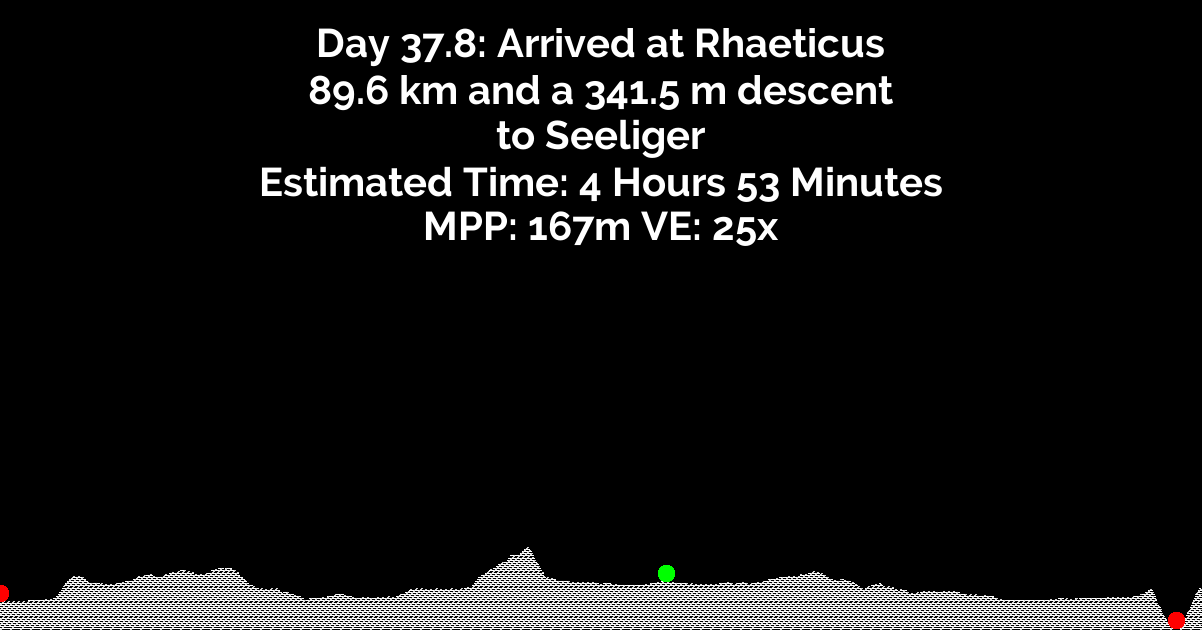 Day 37.8: Arrived at Rhaeticus
89.6 km and a 341.5 m descent
to Seeliger
Estimated Time: 4 Hours 53 Minutes
MPP: 167m VE: 25x